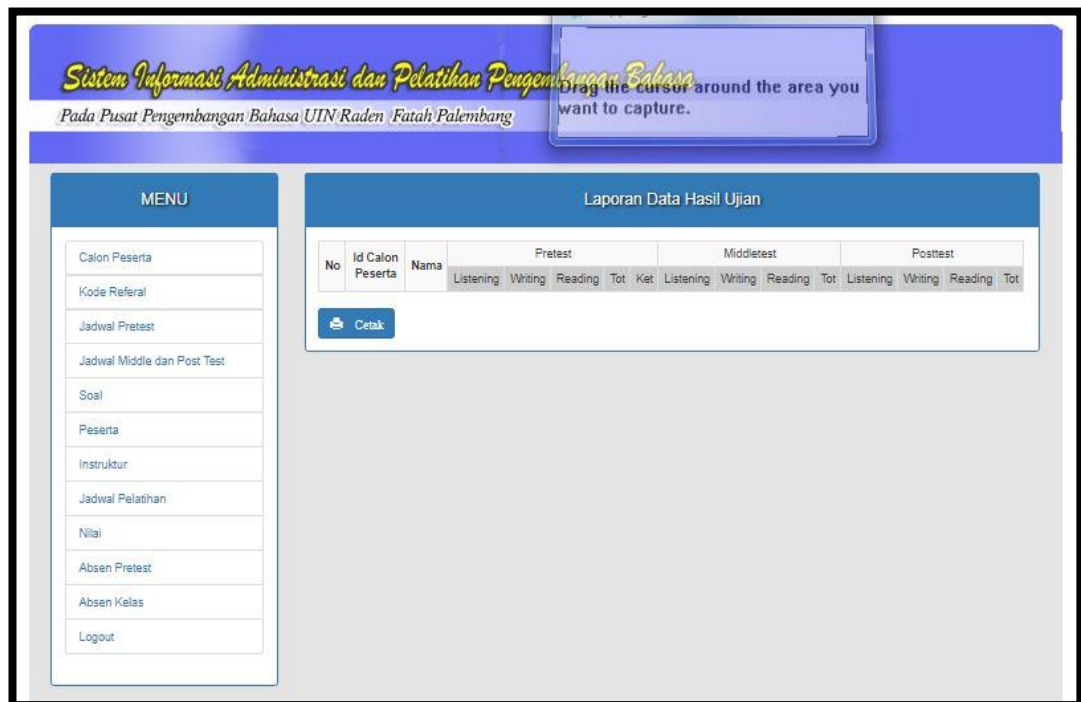 Sistem Informasi Administrasi dan Pelatihan Pengembangan Bahasa
Pada Pusat Pengembangan Bahasa UIN Raden Fatah Palembang
Drag the cursor around the area you
want to capture.
MENU
Calon Peserta
Kode Referal
Jadwal Pretest
Jadwal Middle dan Post Test
Soal
Peserta
Instruktur
Jadwal Pelatihan
Nilai
Absen Pretest
Absen Kelas
Logout
Laporan Data Hasil Ujian
No Id Calon Peserta Nama Pretest Middletest Posttest
Listening Writing Reading Tot Ket Listening Writing Reading Tot Listening Writing Reading Tot
Cetak